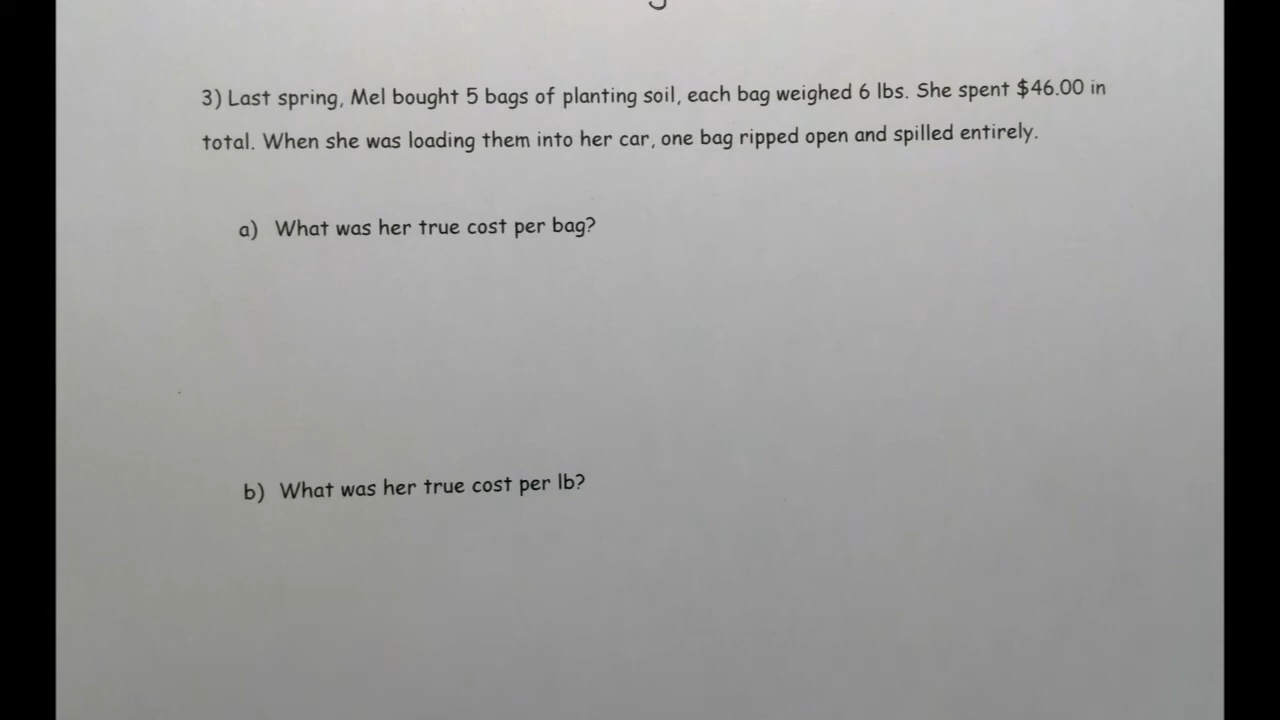 3) Last spring, Mel bought 5 bags of planting soil, each bag weighed 6 lbs. She spent $46.00 in
total. When she was loading them into her car, one bag ripped open and spilled entirely.
a) What was her true cost per bag?
b) What was her true cost per lb?